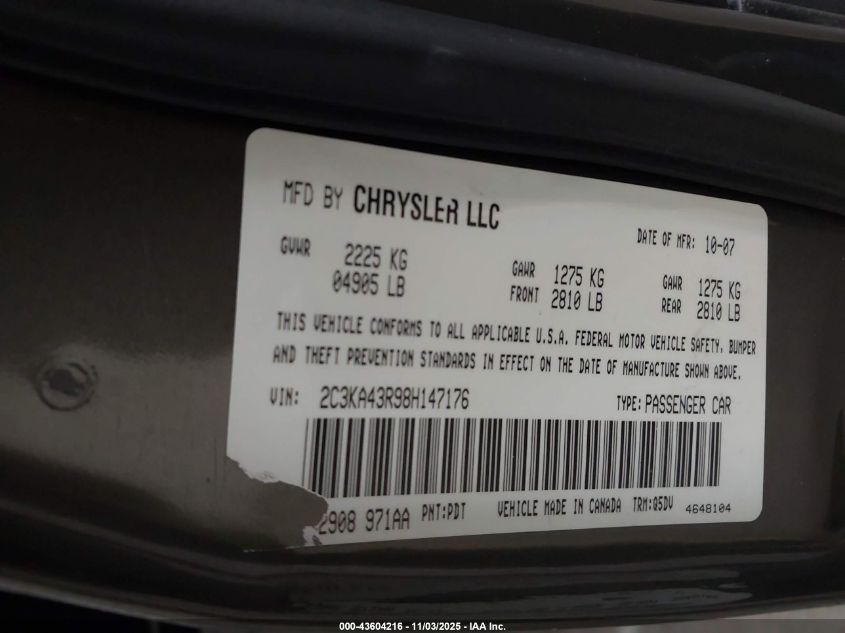 MFD BY CHRYSLER LLC
DATE OF MFR: 10-07
GVWR 2225 KG
04905 LB
GAWR 1275 KG
FRONT 2810 LB
GAWR 1275 KG
REAR 2810 LB
THIS VEHICLE CONFORMS TO ALL APPLICABLE U.S.A. FEDERAL MOTOR VEHICLE SAFETY, BUMPER
AND THEFT PREVENTION STANDARDS IN EFFECT ON THE DATE OF MANUFACTURE SHOWN ABOVE.
VIN: 2C3KA43R98H147176 TYPE: PASSENGER CAR
2908 971AA PNT:PDT VEHICLE MADE IN CANADA TRM:Q5DV 4648104
000-43604216 - 11/03/2025 - IAA Inc.